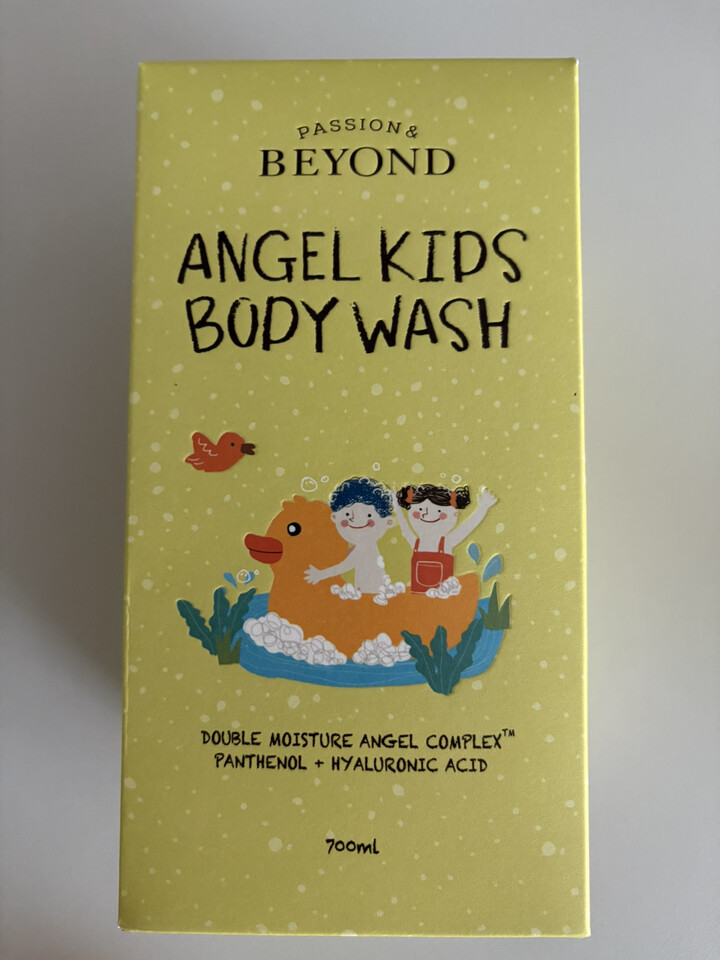 PASSION &
BEYOND
ANGEL KIDS
BODY WASH
DOUBLE MOISTURE ANGEL COMPLEX™
PANTHENOL + HYALURONIC ACID
700ml